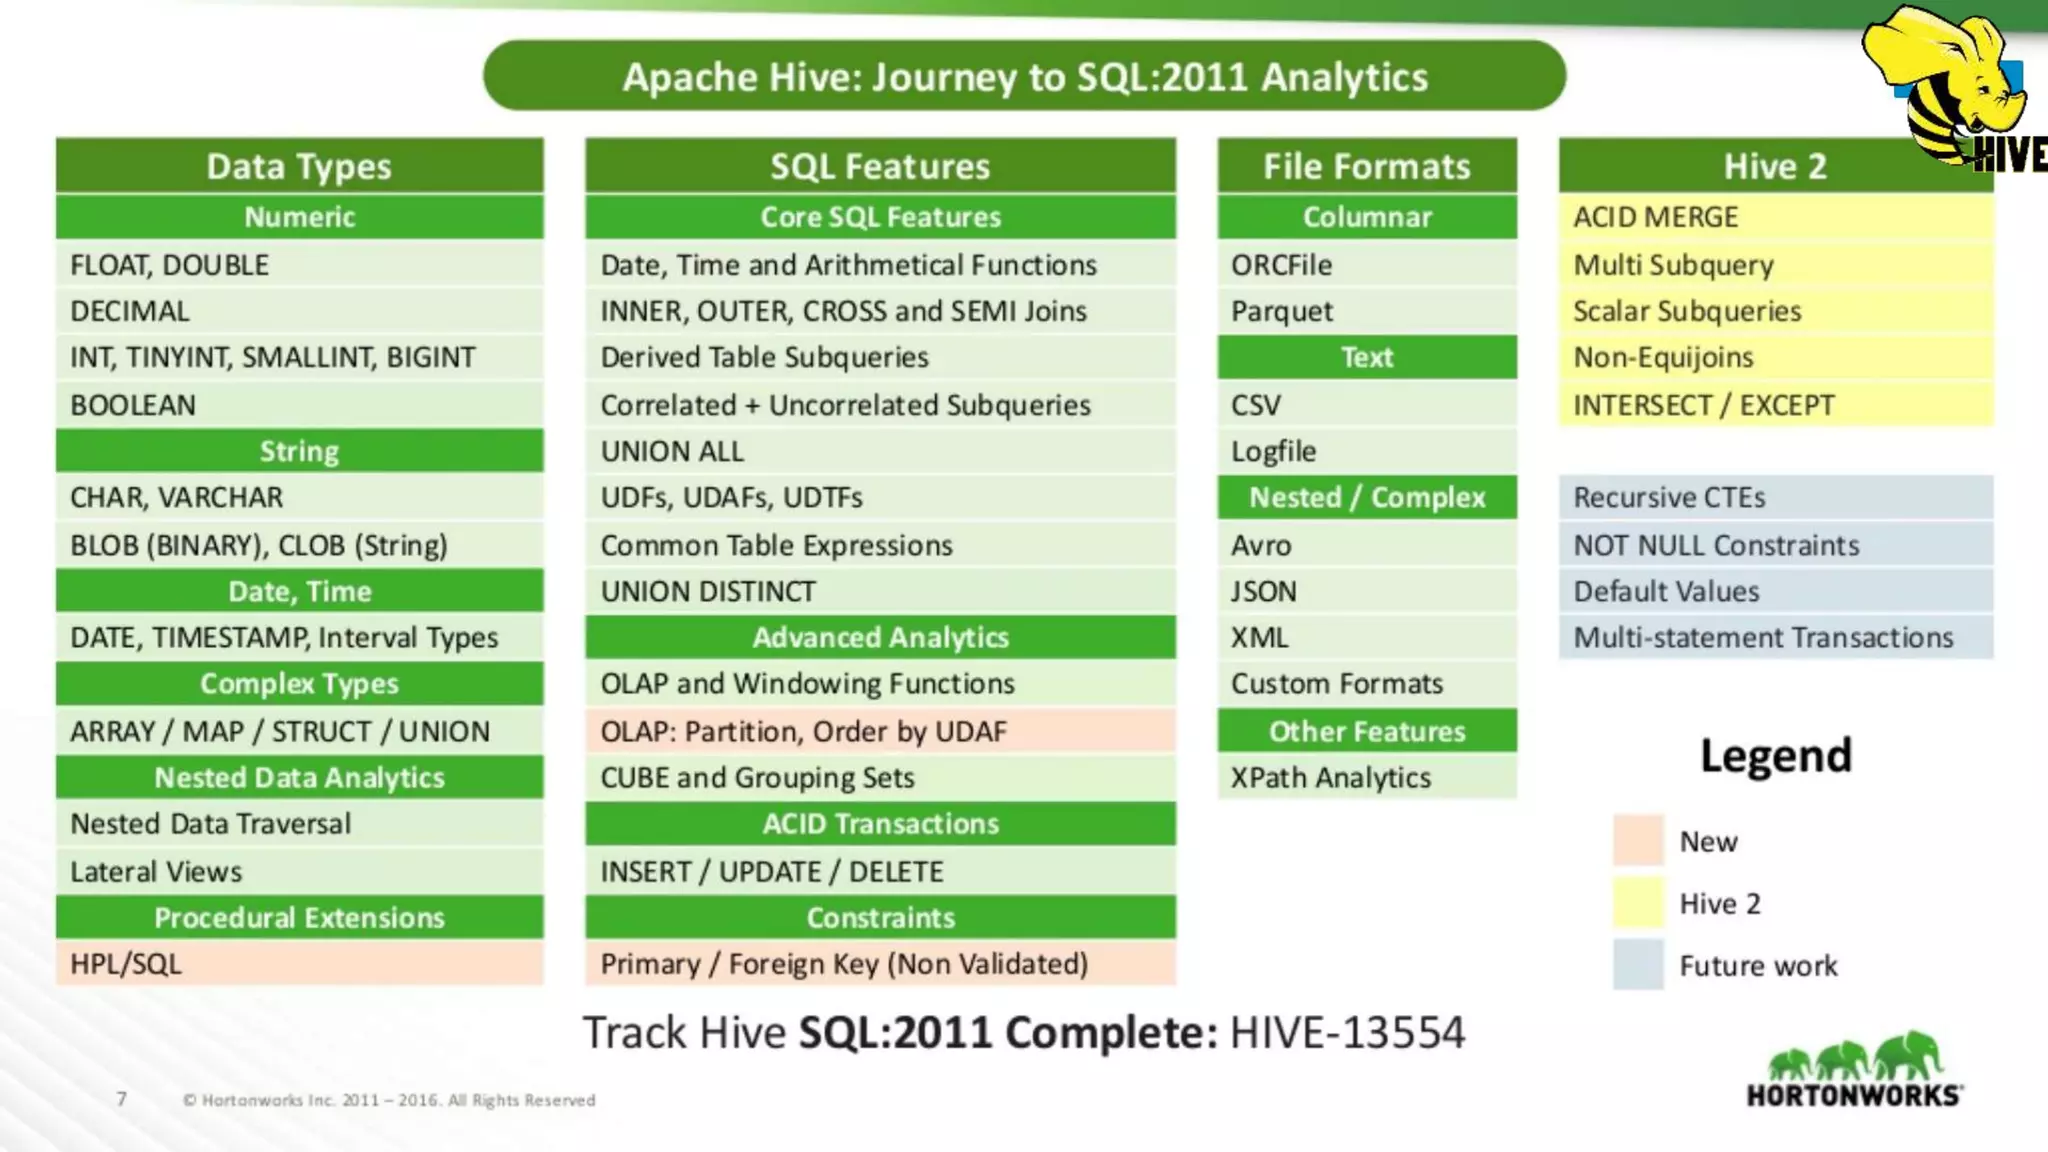 Apache Hive: Journey to SQL:2011 Analytics
HIVE
Data Types
Numeric
FLOAT, DOUBLE
DECIMAL
INT, TINYINT, SMALLINT, BIGINT
BOOLEAN
String
CHAR, VARCHAR
BLOB (BINARY), CLOB (String)
Date, Time
DATE, TIMESTAMP, Interval Types
Complex Types
ARRAY / MAP / STRUCT / UNION
Nested Data Analytics
Nested Data Traversal
Lateral Views
Procedural Extensions
HPL/SQL
SQL Features
Core SQL Features
Date, Time and Arithmetical Functions
INNER, OUTER, CROSS and SEMI Joins
Derived Table Subqueries
Correlated + Uncorrelated Subqueries
UNION ALL
UDFs, UDAFs, UDTFs
Common Table Expressions
UNION DISTINCT
Advanced Analytics
OLAP and Windowing Functions
OLAP: Partition, Order by UDAF
CUBE and Grouping Sets
ACID Transactions
INSERT / UPDATE / DELETE
Constraints
Primary / Foreign Key (Non Validated)
File Formats
Columnar
ORCFile
Parquet
Text
CSV
Logfile
Nested / Complex
Avro
JSON
XML
Custom Formats
Other Features
XPath Analytics
Hive 2
ACID MERGE
Multi Subquery
Scalar Subqueries
Non-Equijoins
INTERSECT / EXCEPT
Recursive CTEs
NOT NULL Constraints
Default Values
Multi-statement Transactions
Legend
New
Hive 2
Future work
Track Hive SQL:2011 Complete: HIVE-13554
7 © Hortonworks Inc. 2011 – 2016. All Rights Reserved
HORTONWORKS